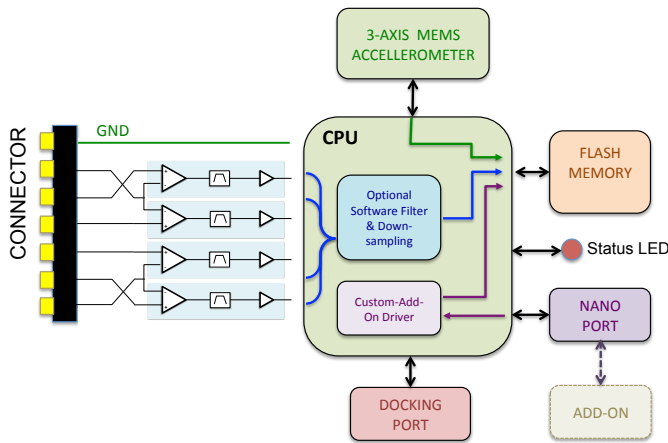 3-AXIS MEMS
ACCELLEROMETER
CONNECTOR
GND
CPU
Optional
Software Filter
& Down-
sampling
FLASH
MEMORY
Status LED
Custom-Add-
On Driver
NANO
PORT
DOCKING
PORT
ADD-ON
+
-
-
+
+
-
-
+